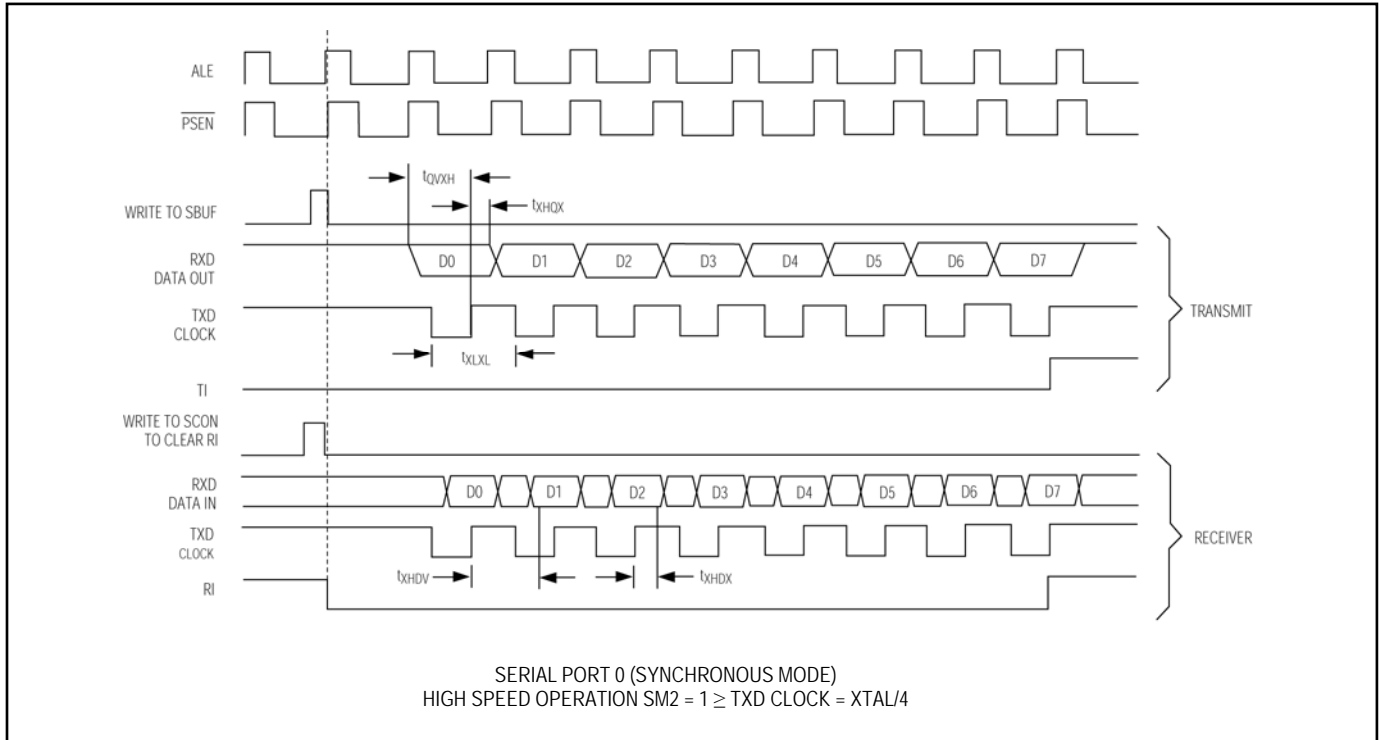 ALE
PSEN
tQVXH
tXHQX
WRITE TO SBUF
RXD
DATA OUT
D0 D1 D2 D3 D4 D5 D6 D7
TXD
CLOCK
tXLXL
TRANSMIT
TI
WRITE TO SCON
TO CLEAR RI
RXD
DATA IN
D0 D1 D2 D3 D4 D5 D6 D7
TXD
CLOCK
RECEIVER
tXHDV
tXHDX
RI
SERIAL PORT 0 (SYNCHRONOUS MODE)
HIGH SPEED OPERATION SM2 = 1 ≥ TXD CLOCK = XTAL/4